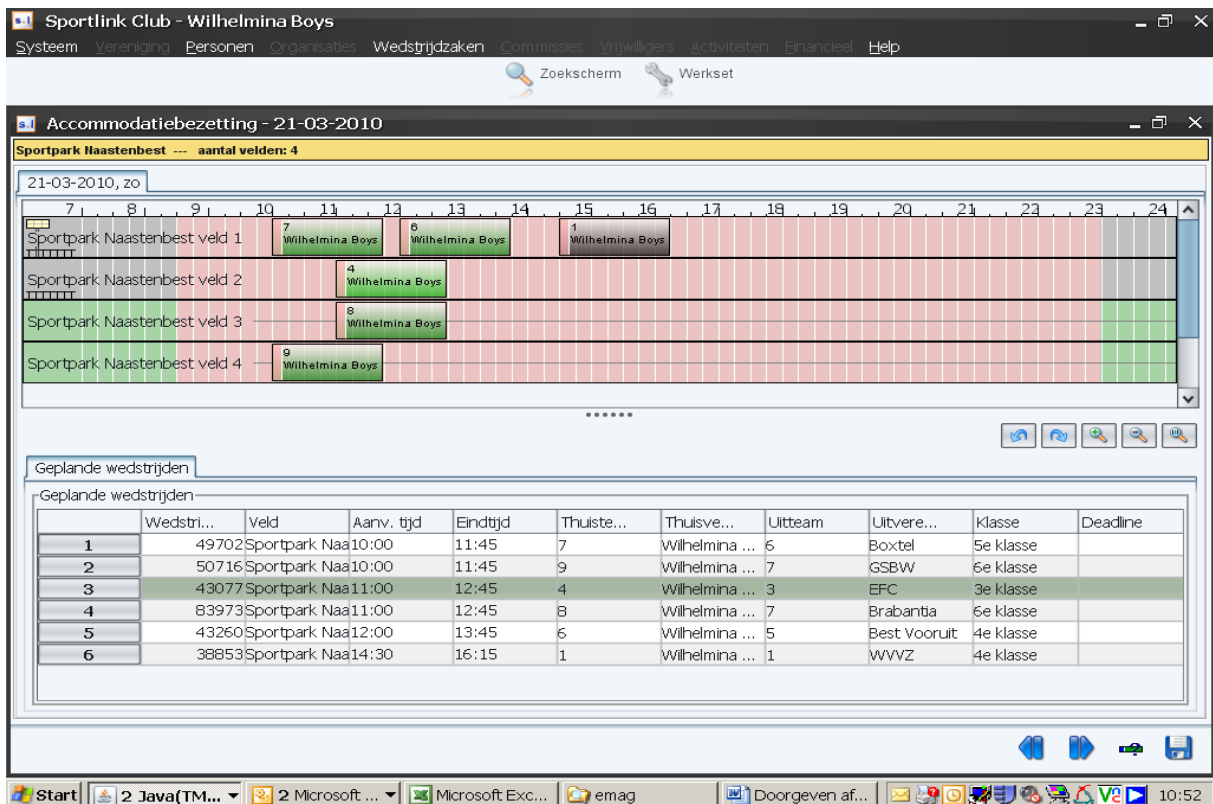 s.l Sportlink Club - Wilhelmina Boys
Systeem Vereniging Personen Organisaties Wedstrijdzaken Commissies Vrijwilligers Activiteiten Financieel Help
Zoekscherm Werkset
s.l Accommodatiebezetting - 21-03-2010
Sportpark Naastenbest --- aantal velden: 4
21-03-2010, zo
7 8 9 10 11 12 13 14 15 16 17 18 19 20 21 22 23 24
Sportpark Naastenbest veld 1 7 Wilhelmina Boys 6 Wilhelmina Boys 1 Wilhelmina Boys
Sportpark Naastenbest veld 2 4 Wilhelmina Boys
Sportpark Naastenbest veld 3 8 Wilhelmina Boys
Sportpark Naastenbest veld 4 9 Wilhelmina Boys
Geplande wedstrijden
Geplande wedstrijden
Wedstri... Veld Aanv. tijd Eindtijd Thuiste... Thuisve... Uitteam Uitvere... Klasse Deadline
1 49702 Sportpark Naa 10:00 11:45 7 Wilhelmina ... 6 Boxtel 5e klasse
2 50716 Sportpark Naa 10:00 11:45 9 Wilhelmina ... 7 GSBW 6e klasse
3 43077 Sportpark Naa 11:00 12:45 4 Wilhelmina ... 3 EFC 3e klasse
4 83973 Sportpark Naa 11:00 12:45 8 Wilhelmina ... 7 Brabantia 6e klasse
5 43260 Sportpark Naa 12:00 13:45 6 Wilhelmina ... 5 Best Vooruit 4e klasse
6 38853 Sportpark Naa 14:30 16:15 1 Wilhelmina ... 1 WVVZ 4e klasse
Start 2 Java(TM... 2 Microsoft ... Microsoft Exc... emag Doorgeven af... 10:52